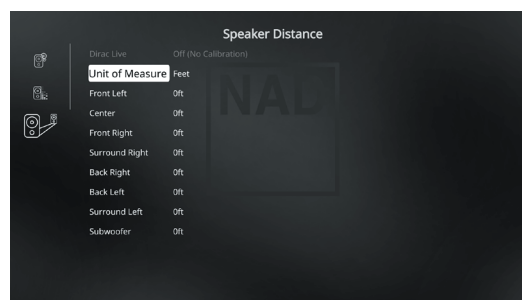 Speaker Distance
Dirac Live Off (No Calibration)
Unit of Measure Feet
Front Left 0ft
Center 0ft
Front Right 0ft
Surround Right 0ft
Back Right 0ft
Back Left 0ft
Surround Left 0ft
Subwoofer 0ft
NAD